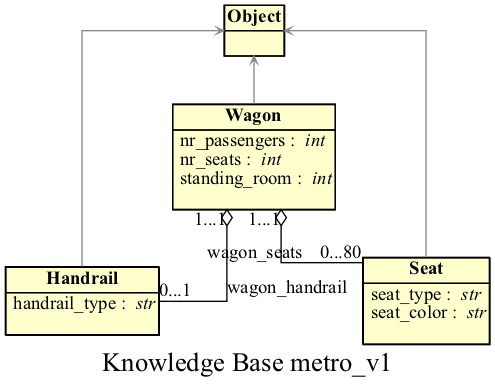 Object
Wagon
nr_passengers : int
nr_seats : int
standing_room : int
1...1 1...1
wagon_seats 0...80
Handrail
handrail_type : str
0...1
wagon_handrail
Seat
seat_type : str
seat_color : str
Knowledge Base metro_v1